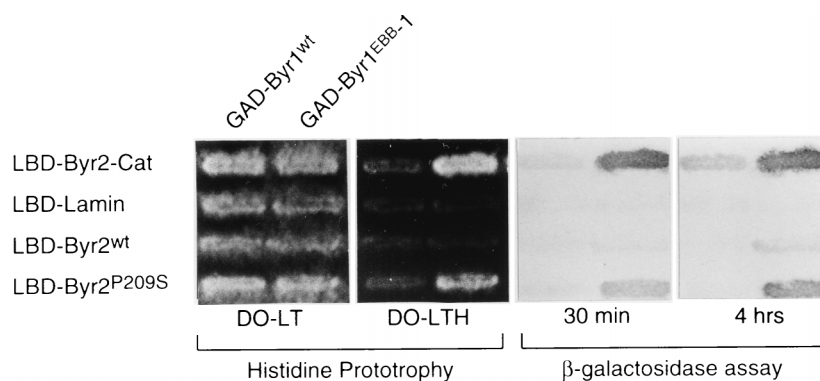 GAD-Byr1wt
GAD-Byr1EBB-1
LBD-Byr2-Cat
LBD-Lamin
LBD-Byr2wt
LBD-Byr2P209S
DO-LT DO-LTH 30 min 4 hrs
Histidine Prototrophy β-galactosidase assay